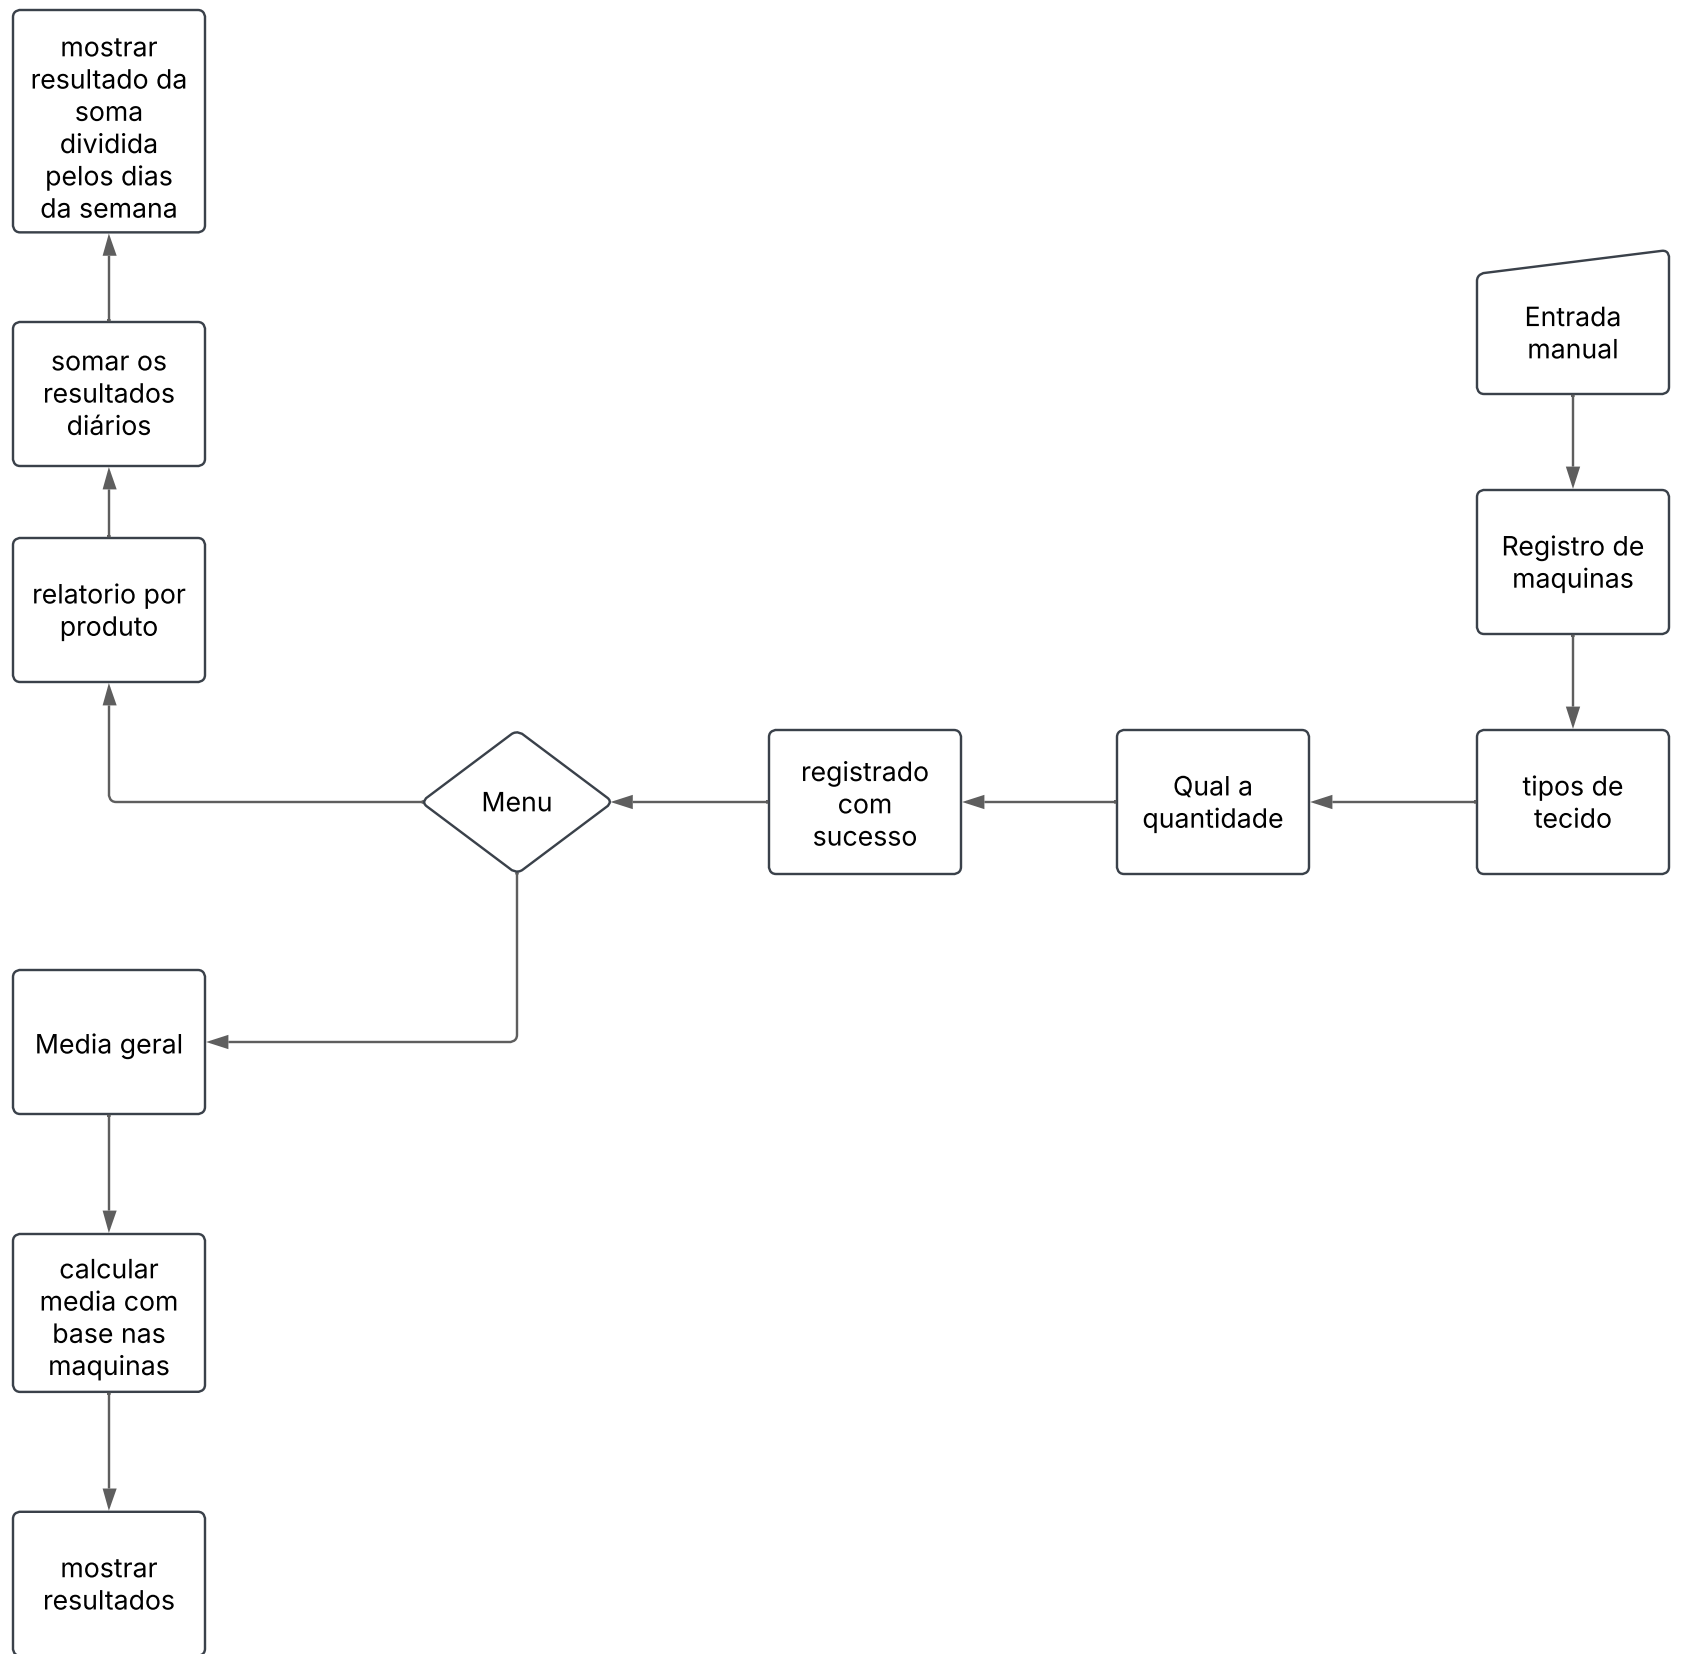 mostrar
resultado da
soma
dividida
pelos dias
da semana
Entrada
manual
somar os
resultados
diários
Registro de
maquinas
relatorio por
produto
Menu
registrado
com
sucesso
Qual a
quantidade
tipos de
tecido
Media geral
calcular
media com
base nas
maquinas
mostrar
resultados